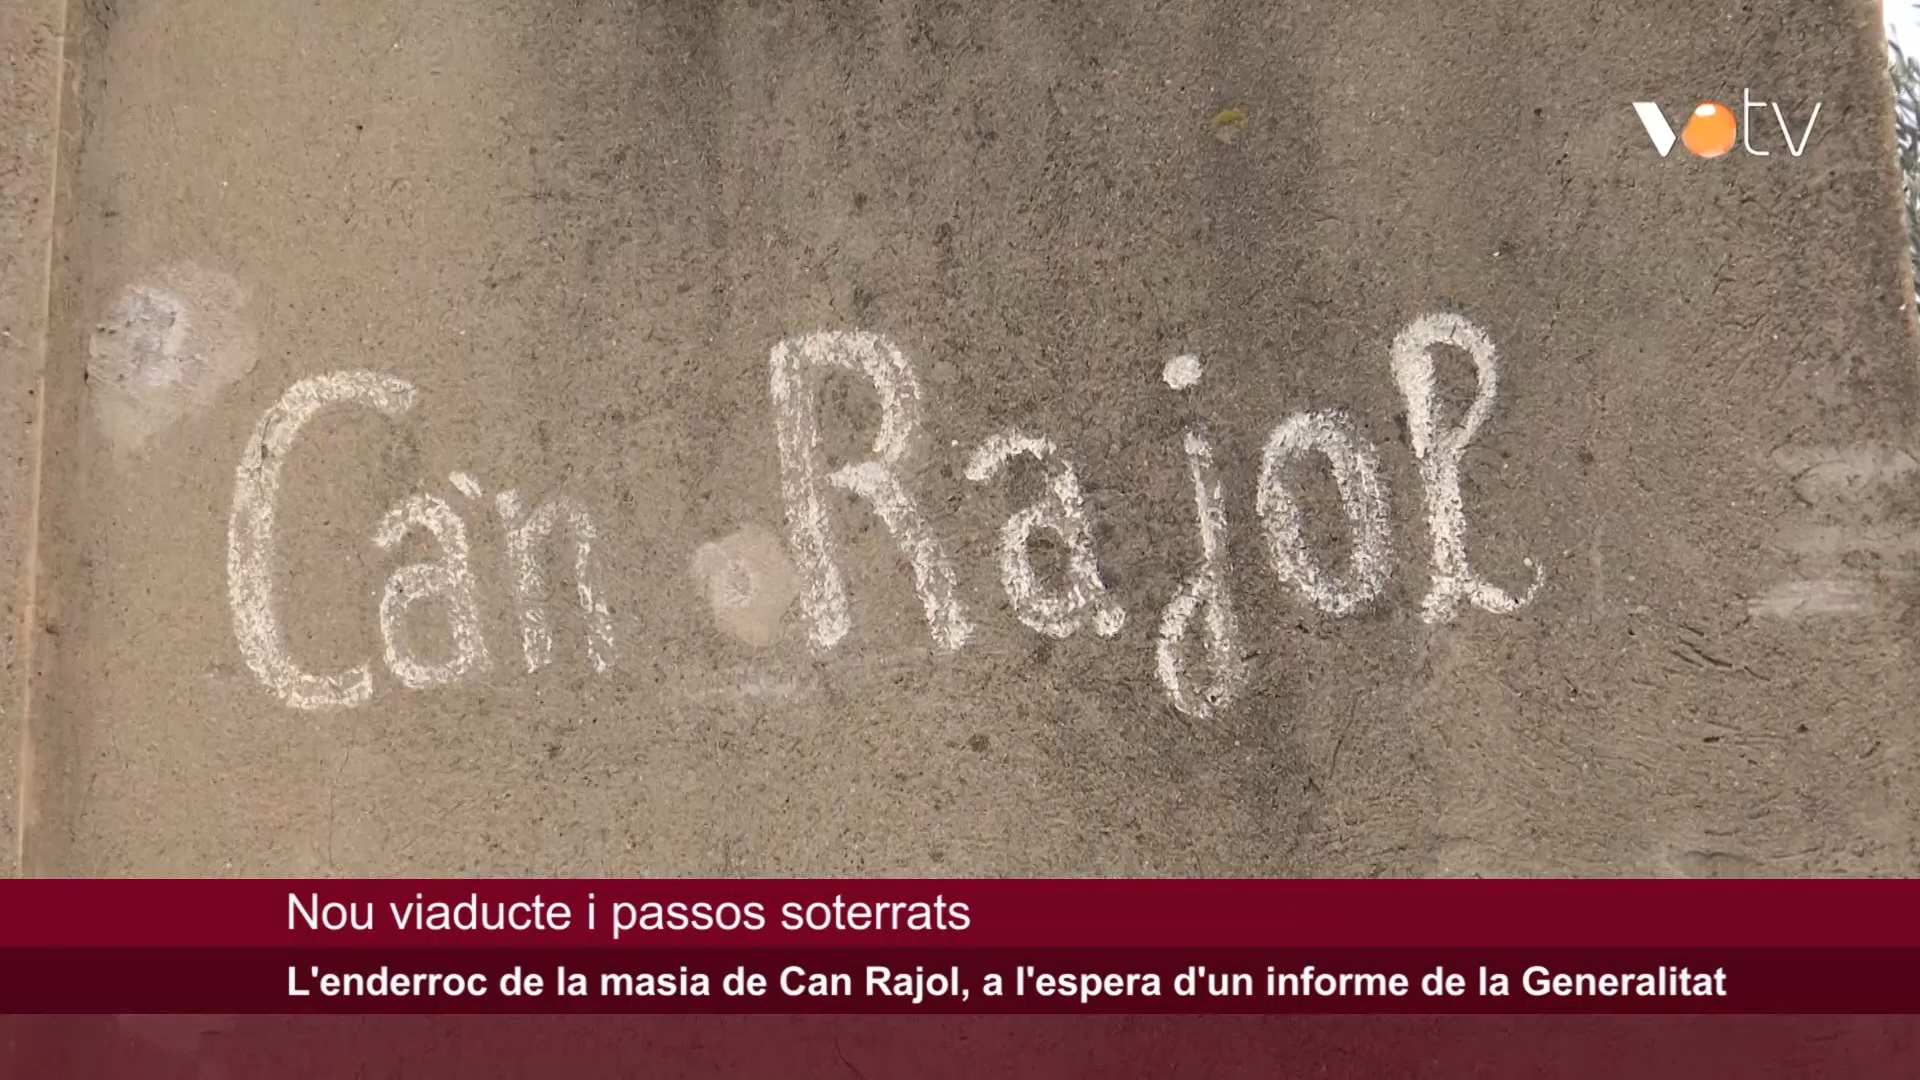 votv
Can Rajol
Nou viaducte i passos soterrats
L'enderroc de la masia de Can Rajol, a l'espera d'un informe de la Generalitat